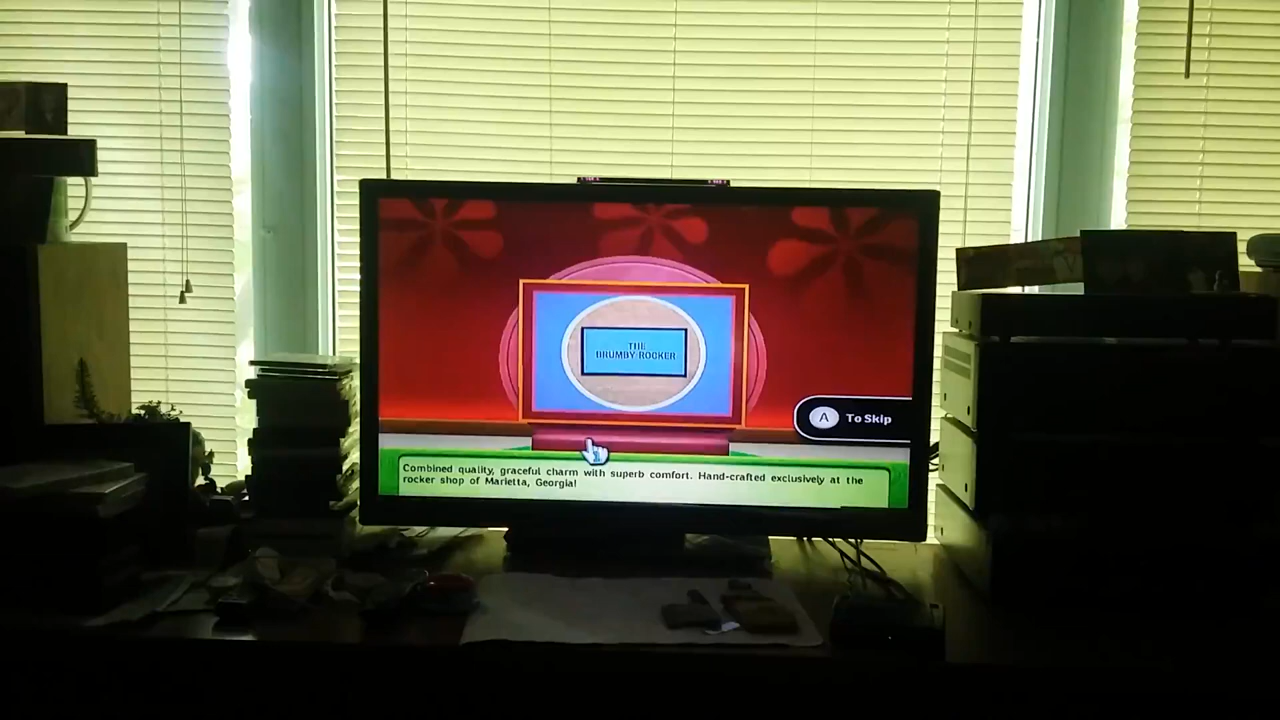 THE
BRUMBY ROCKER
A To Skip
Combined quality, graceful charm with superb comfort. Hand-crafted exclusively at the
rocker shop of Marietta, Georgia!